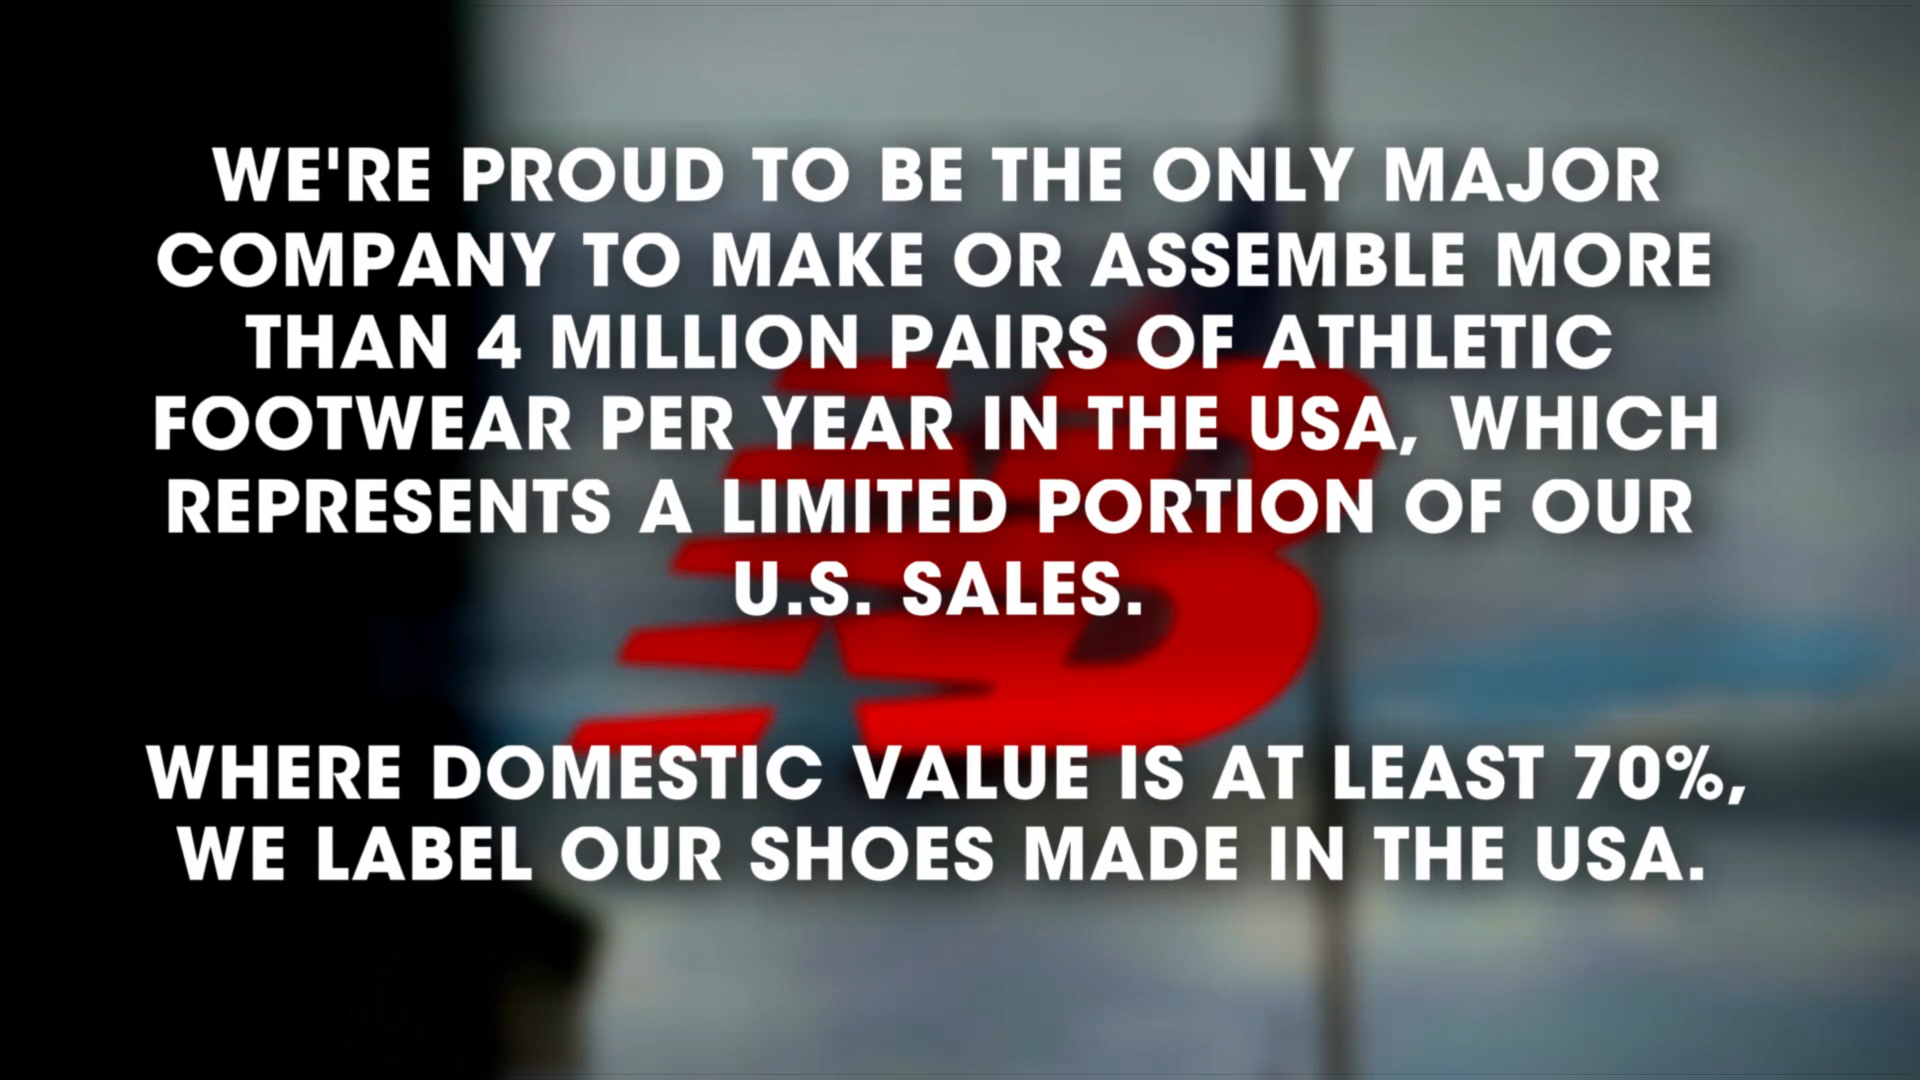 WE'RE PROUD TO BE THE ONLY MAJOR
COMPANY TO MAKE OR ASSEMBLE MORE
THAN 4 MILLION PAIRS OF ATHLETIC
FOOTWEAR PER YEAR IN THE USA, WHICH
REPRESENTS A LIMITED PORTION OF OUR
U.S. SALES.
WHERE DOMESTIC VALUE IS AT LEAST 70%,
WE LABEL OUR SHOES MADE IN THE USA.